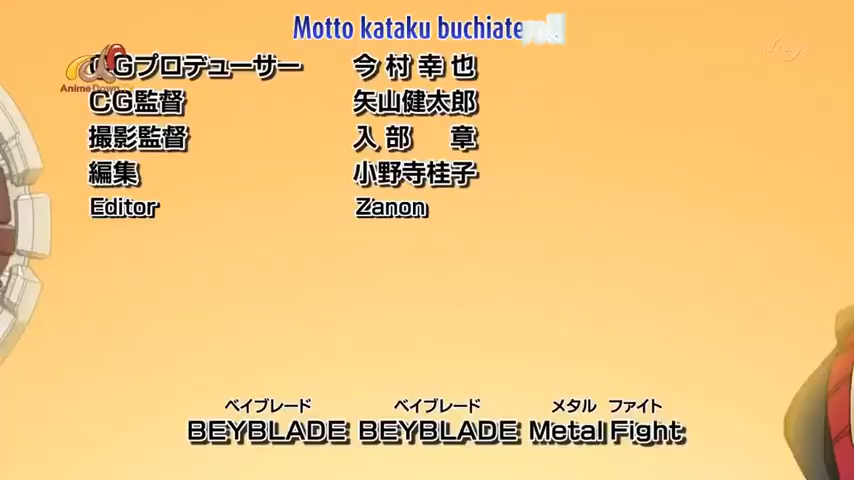 Motto kataku buchiate
CGプロデューサー 今村幸也
AnimeDown
CG監督 矢山健太郎
撮影監督 入部 章
編集 小野寺桂子
Editor Zanon
ベイブレード ベイブレード メタル ファイト
BEYBLADE BEYBLADE Metal Fight